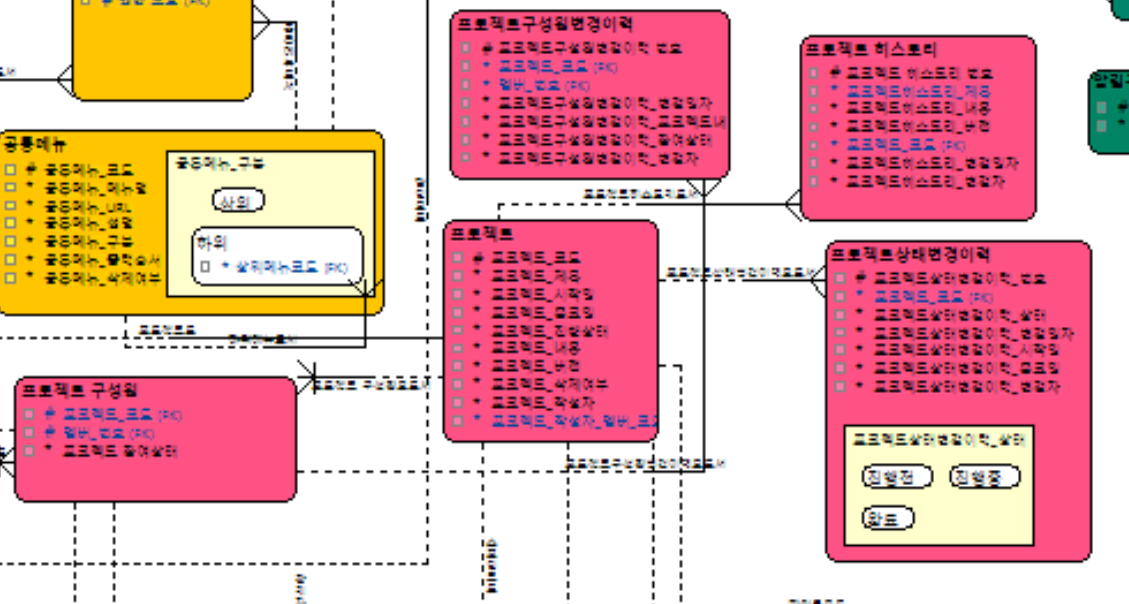 프로젝트구성원변경이력
# 프로젝트구성원변경이력_번호
* 프로젝트_코드 (FK)
* 멤버_번호 (FK)
* 프로젝트구성원변경이력_변경일자
* 프로젝트구성원변경이력_프로젝트내
* 프로젝트구성원변경이력_참여상태
* 프로젝트구성원변경이력_변경자
프로젝트 히스토리
# 프로젝트 히스토리 번호
* 프로젝트히스토리_제목
* 프로젝트히스토리_내용
* 프로젝트히스토리_버전
* 프로젝트_코드 (FK)
* 프로젝트히스토리_변경일자
* 프로젝트히스토리_변경자
공통메뉴
# 공통메뉴_코드
* 공통메뉴_메뉴명
* 공통메뉴_URL
* 공통메뉴_설명
* 공통메뉴_구분
* 공통메뉴_출력순서
* 공통메뉴_삭제여부
공통메뉴_구분
상위
하위
* 상위메뉴코드 (FK)
프로젝트
# 프로젝트_코드
* 프로젝트_제목
* 프로젝트_시작일
* 프로젝트_종료일
* 프로젝트_진행상태
* 프로젝트_내용
* 프로젝트_버전
* 프로젝트_삭제여부
* 프로젝트_작성자
* 프로젝트_작성자_멤버_코드
프로젝트상태변경이력
# 프로젝트상태변경이력_번호
* 프로젝트_코드 (FK)
* 프로젝트상태변경이력_상태
* 프로젝트상태변경이력_변경일자
* 프로젝트상태변경이력_시작일
* 프로젝트상태변경이력_종료일
* 프로젝트상태변경이력_변경자
프로젝트상태변경이력_상태
진행전
진행중
완료
프로젝트 구성원
# 프로젝트_코드 (FK)
# 멤버_번호 (FK)
* 프로젝트 참여상태